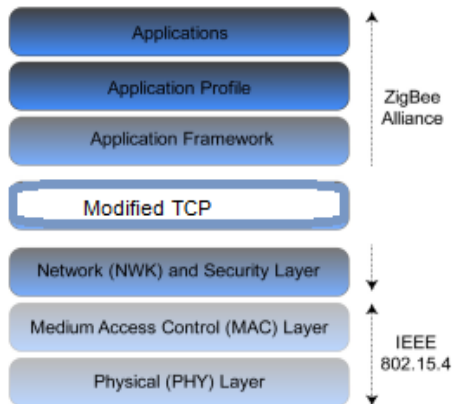 Applications
Application Profile
Application Framework
ZigBee
Alliance
Modified TCP
Network (NWK) and Security Layer
Medium Access Control (MAC) Layer
Physical (PHY) Layer
IEEE
802.15.4